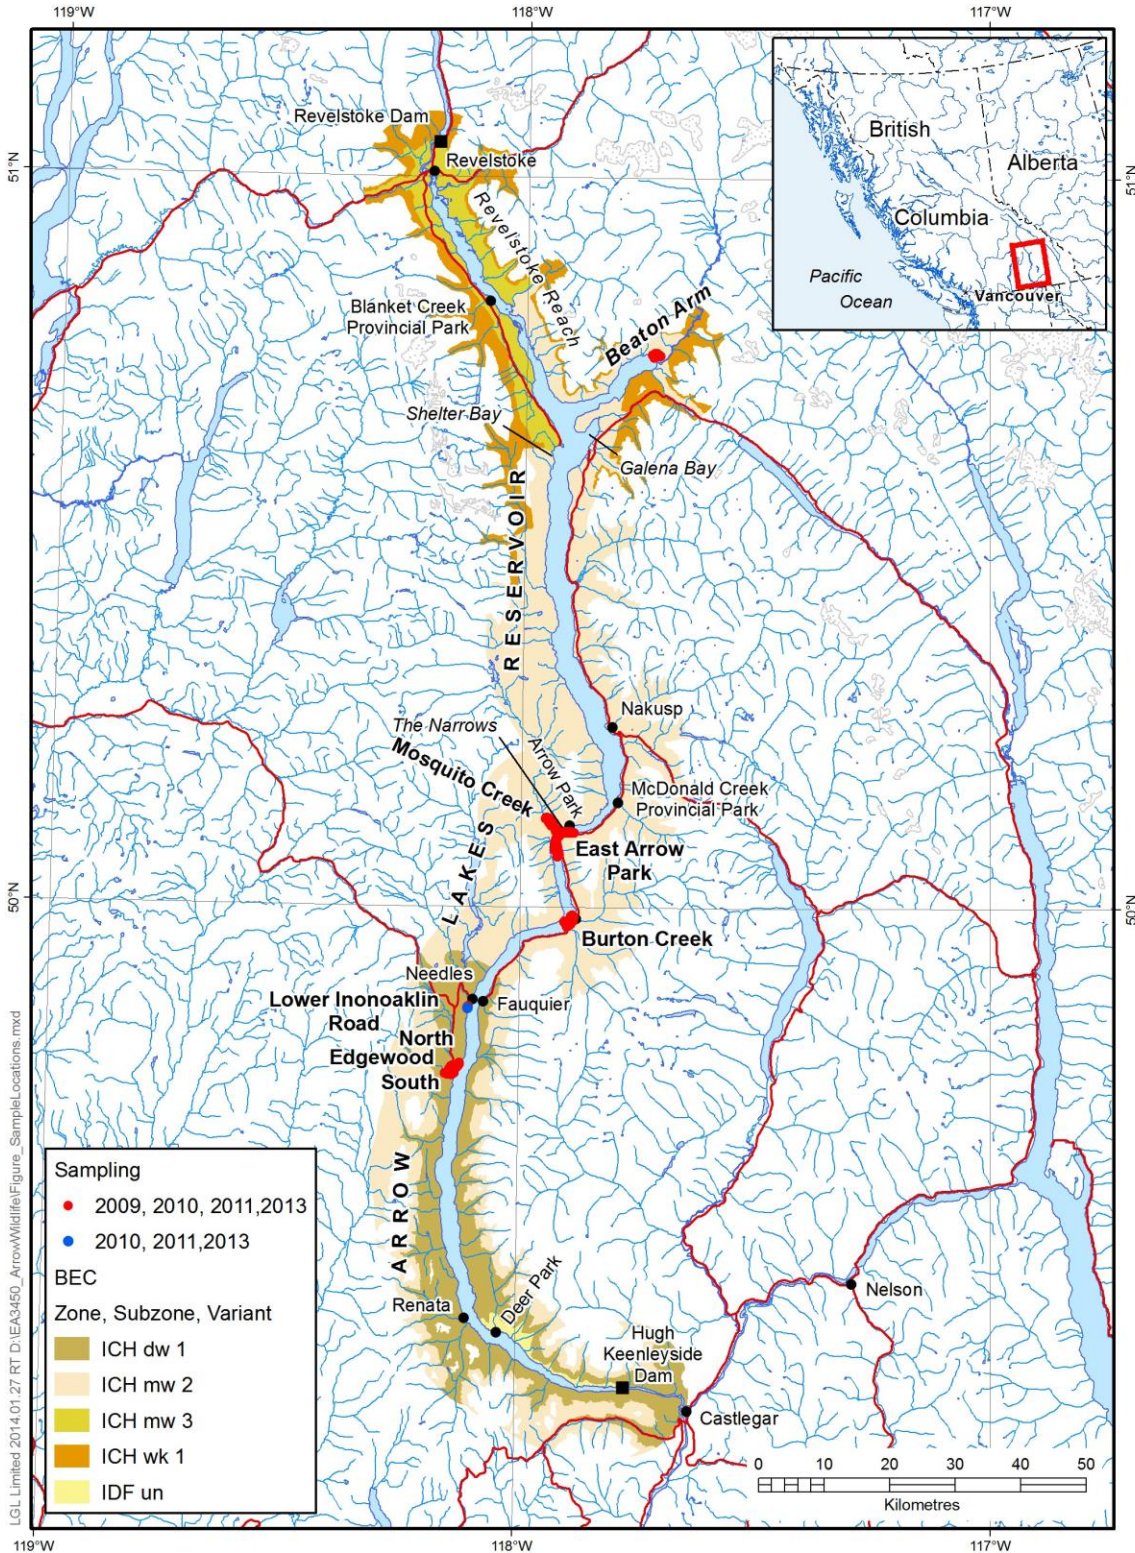 119°W
118°W
117°W
51°N
51°N
British
Alberta
Columbia
Pacific
Ocean
Vancouver
Revelstoke Dam
Revelstoke
Revelstoke Reach
Blanket Creek
Provincial Park
Beaton Arm
Shelter Bay
Galena Bay
RESERVOIR
Nakusp
The Narrows
Arrow Park
Mosquito Creek
McDonald Creek
Provincial Park
East Arrow
Park
LAKES
50°N
50°N
Burton Creek
Needles
Lower Inonoaklin
Road
Fauquier
North
Edgewood
South
ARROW
Renata
Deer Park
Hugh
Keenleyside
Dam
Nelson
Castlegar
Sampling
2009, 2010, 2011,2013
2010, 2011,2013
BEC
Zone, Subzone, Variant
ICH dw 1
ICH mw 2
ICH mw 3
ICH wk 1
IDF un
0 10 20 30 40 50
Kilometres
LGL Limited 2014.01.27 RT D:\EA3450_ArrowWildlife\Figure_SampleLocations.mxd
119°W
118°W
117°W